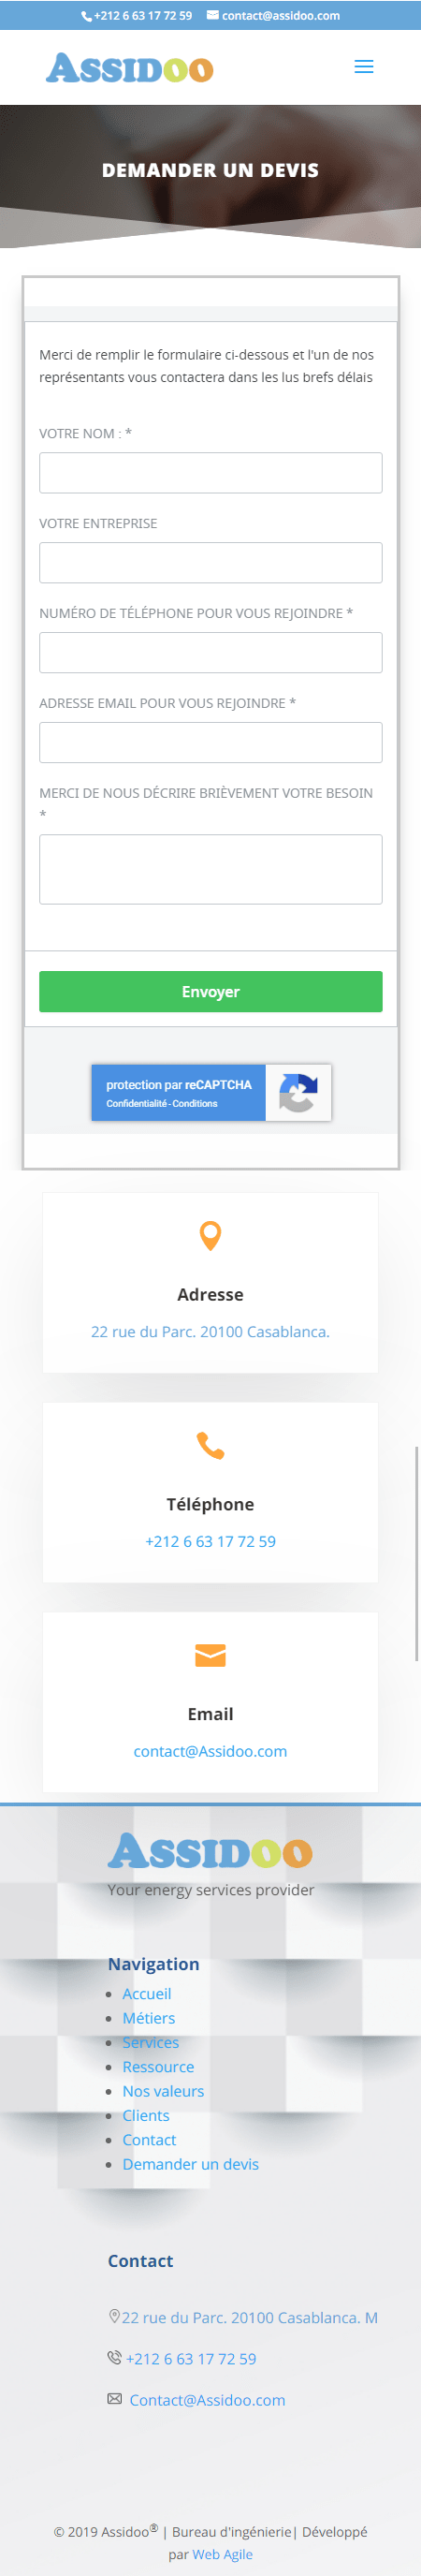 +212 6 63 17 72 59 contact@assidoo.com
Assidoo
DEMANDER UN DEVIS
Merci de remplir le formulaire ci-dessous et l'un de nos
représentants vous contactera dans les lus brefs délais
VOTRE NOM : *
VOTRE ENTREPRISE
NUMÉRO DE TÉLÉPHONE POUR VOUS REJOINDRE *
ADRESSE EMAIL POUR VOUS REJOINDRE *
MERCI DE NOUS DÉCRIRE BRIÈVEMENT VOTRE BESOIN
*
Envoyer
protection par reCAPTCHA
Confidentialité - Conditions
Adresse
22 rue du Parc. 20100 Casablanca.
Téléphone
+212 6 63 17 72 59
Email
contact@Assidoo.com
Assidoo
Your energy services provider
Navigation
• Accueil
• Métiers
• Services
• Ressource
• Nos valeurs
• Clients
• Contact
• Demander un devis
Contact
22 rue du Parc. 20100 Casablanca. M
+212 6 63 17 72 59
Contact@Assidoo.com
© 2019 Assidoo® | Bureau d'ingénierie| Développé
par Web Agile